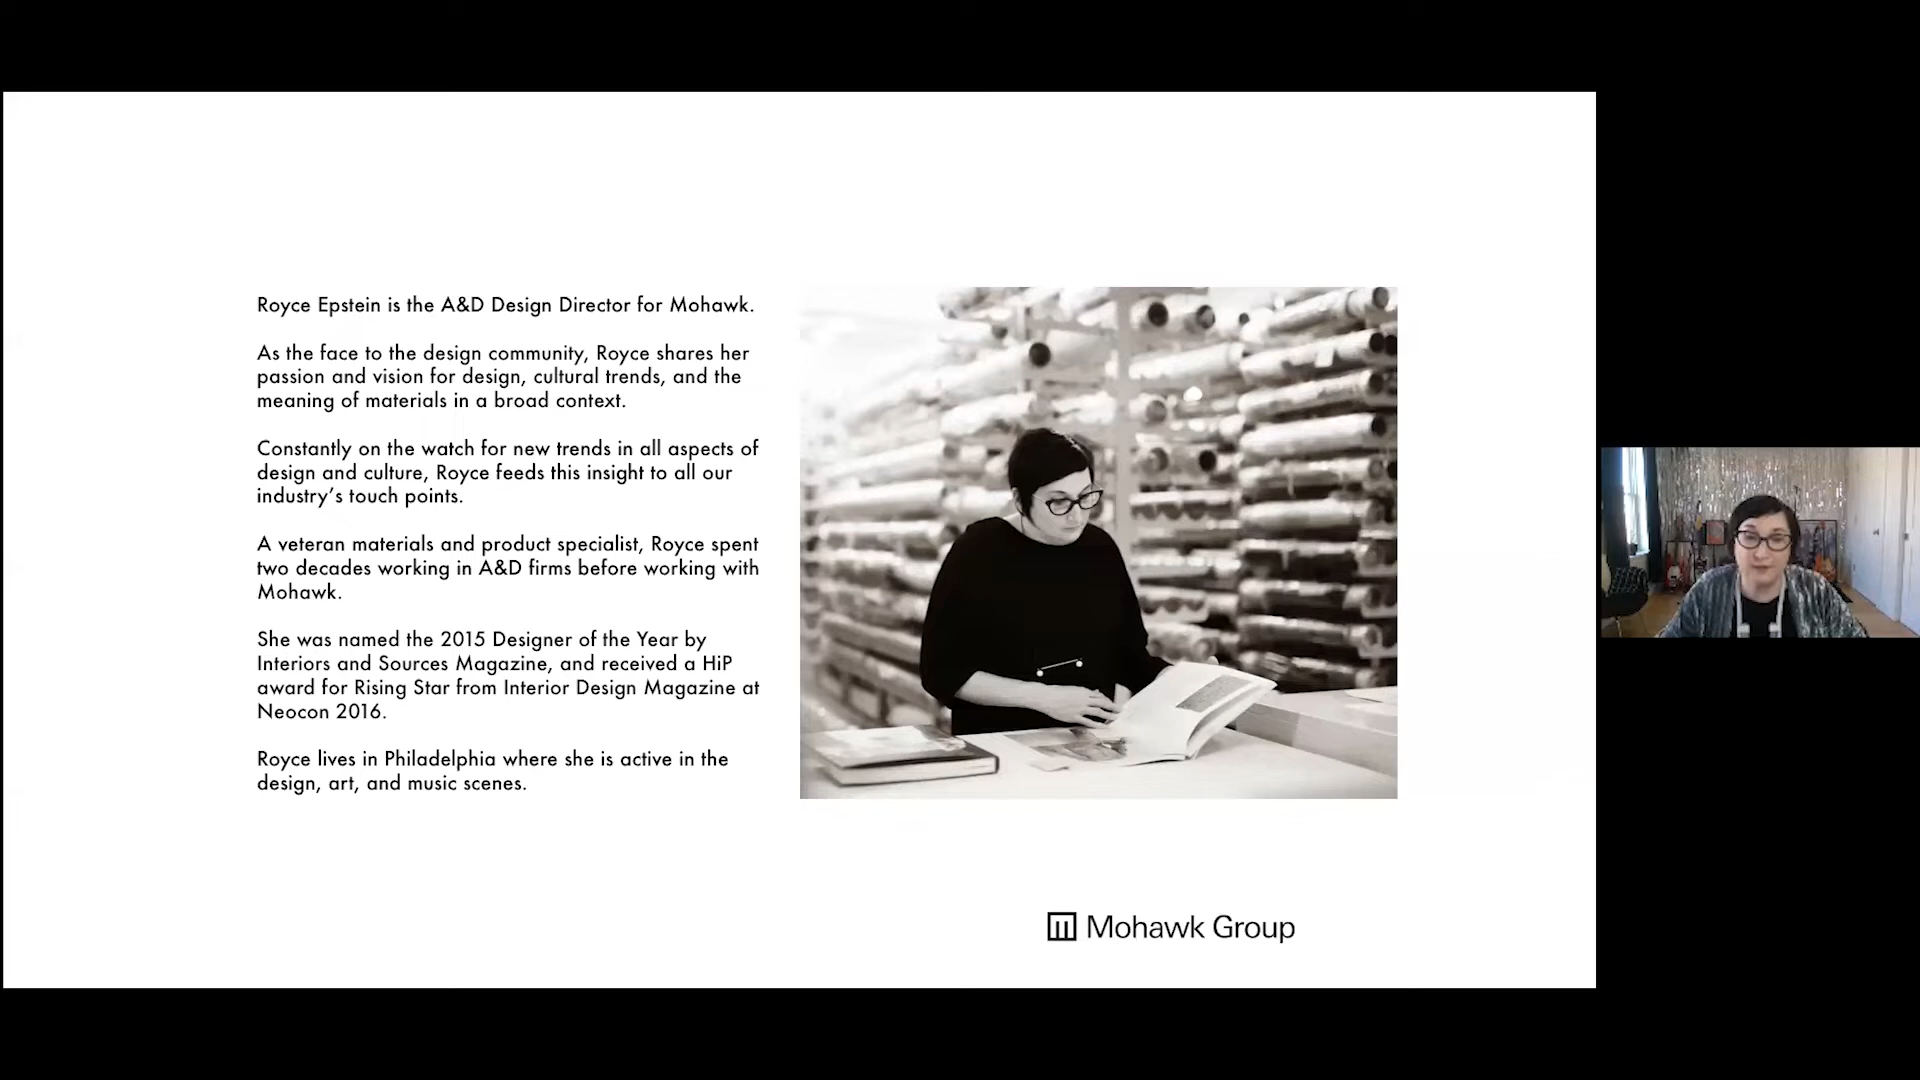 Royce Epstein is the A&D Design Director for Mohawk.
As the face to the design community, Royce shares her
passion and vision for design, cultural trends, and the
meaning of materials in a broad context.
Constantly on the watch for new trends in all aspects of
design and culture, Royce feeds this insight to all our
industry’s touch points.
A veteran materials and product specialist, Royce spent
two decades working in A&D firms before working with
Mohawk.
She was named the 2015 Designer of the Year by
Interiors and Sources Magazine, and received a HiP
award for Rising Star from Interior Design Magazine at
Neocon 2016.
Royce lives in Philadelphia where she is active in the
design, art, and music scenes.
Mohawk Group